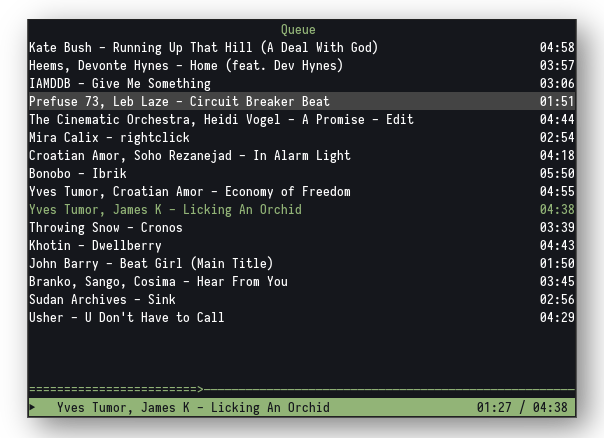 Queue
Kate Bush - Running Up That Hill (A Deal With God) 04:58
Heems, Devonte Hynes - Home (feat. Dev Hynes) 03:57
IAMDDB - Give Me Something 03:06
Prefuse 73, Leb Laze - Circuit Breaker Beat 01:51
The Cinematic Orchestra, Heidi Vogel - A Promise - Edit 04:44
Mira Calix - rightclick 02:54
Croatian Amor, Soho Rezanejad - In Alarm Light 04:18
Bonobo - Ibrik 05:50
Yves Tumor, Croatian Amor - Economy of Freedom 04:55
Yves Tumor, James K - Licking An Orchid 04:38
Throwing Snow - Cronos 03:39
Khotin - Dwellberry 04:43
John Barry - Beat Girl (Main Title) 01:50
Branko, Sango, Cosima - Hear From You 03:45
Sudan Archives - Sink 02:56
Usher - U Don't Have to Call 04:29
Yves Tumor, James K - Licking An Orchid 01:27 / 04:38